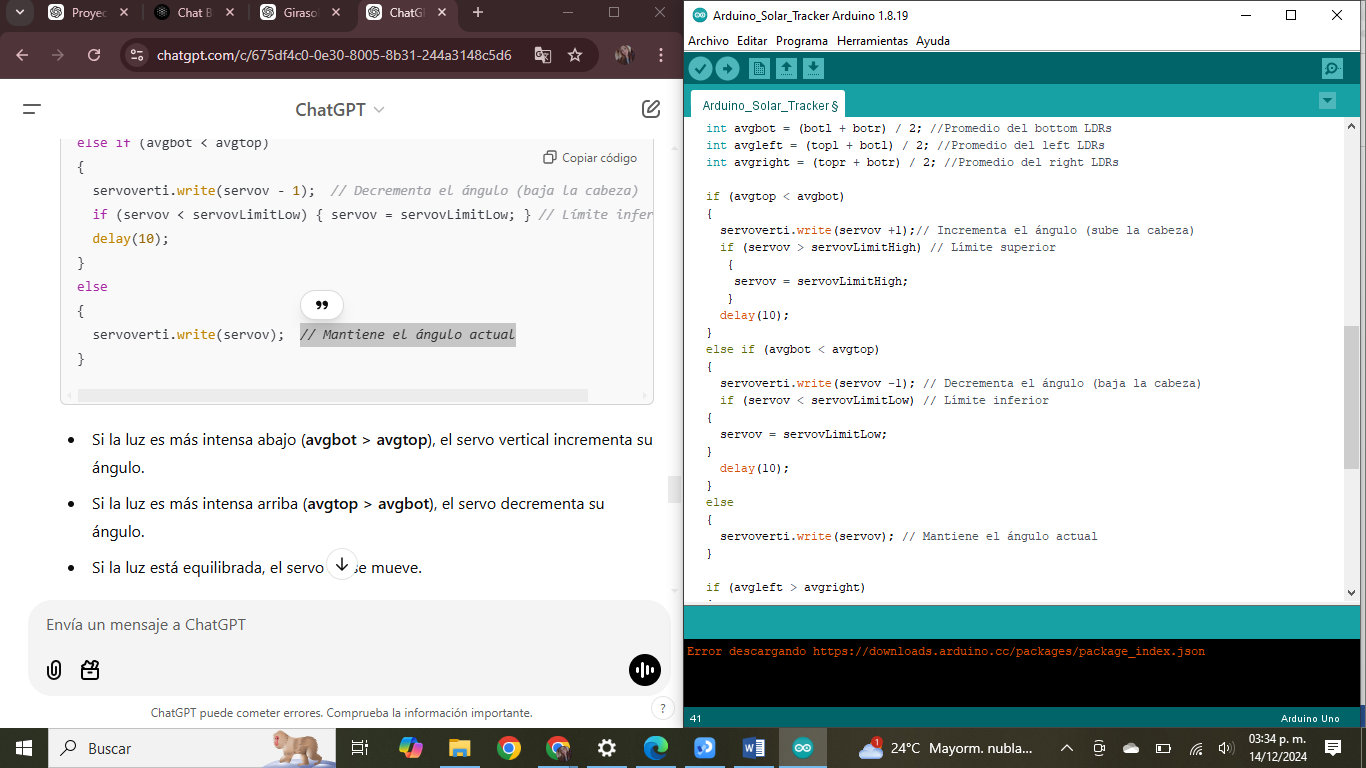 Proyec
Chat B
Giraso
ChatGP
chatgpt.com/c/675df4c0-0e30-8005-8b31-244a3148c5d6
ChatGPT
else if (avgbot < avgtop)
Copiar código
{
servoverti.write(servov - 1);  // Decrementa el ángulo (baja la cabeza)
if (servov < servovLimitLow) { servov = servovLimitLow; } // Límite infer
delay(10);
}
else
{
servoverti.write(servov);  // Mantiene el ángulo actual
}
• Si la luz es más intensa abajo (avgbot > avgtop), el servo vertical incrementa su
ángulo.
• Si la luz es más intensa arriba (avgtop > avgbot), el servo decrementa su
ángulo.
• Si la luz está equilibrada, el servo se mueve.
Envía un mensaje a ChatGPT
ChatGPT puede cometer errores. Comprueba la información importante.
?
Arduino_Solar_Tracker Arduino 1.8.19
Archivo Editar Programa Herramientas Ayuda
Arduino_Solar_Tracker §
int avgbot = (botl + botr) / 2; //Promedio del bottom LDRs
int avgleft = (topl + botl) / 2; //Promedio del left LDRs
int avgright = (topr + botr) / 2; //Promedio del right LDRs
if (avgtop < avgbot)
{
servoverti.write(servov +1);// Incrementa el ángulo (sube la cabeza)
if (servov > servovLimitHigh) // Límite superior
{
servov = servovLimitHigh;
}
delay(10);
}
else if (avgbot < avgtop)
{
servoverti.write(servov -1); // Decrementa el ángulo (baja la cabeza)
if (servov < servovLimitLow) // Límite inferior
{
servov = servovLimitLow;
}
delay(10);
}
else
{
servoverti.write(servov); // Mantiene el ángulo actual
}
if (avgleft > avgright)
Error descargando https://downloads.arduino.cc/packages/package_index.json
41
Arduino Uno
Buscar
1
24°C Mayorm. nubla...
03:34 p. m.
14/12/2024